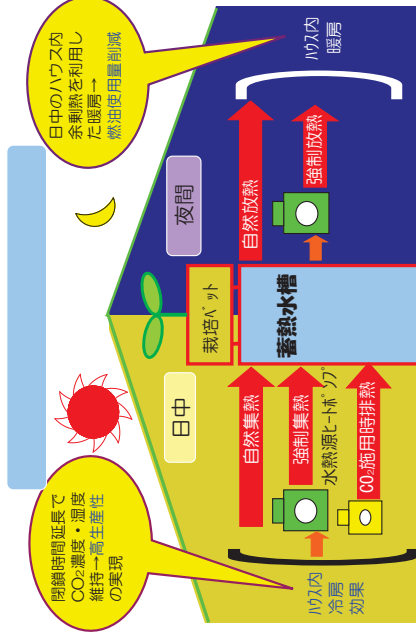 閉鎖時間延長で
CO₂濃度・湿度
維持→高生産性
の実現
日中のハウス内
余剰熱を利用し
た暖房→
燃油使用量削減
日中
夜間
栽培ベット
蓄熱水槽
自然集熱
強制集熱
水熱源ヒートポンプ
CO₂施用時排熱
ハウス内
冷房
効果
自然放熱
強制放熱
ハウス内
暖房